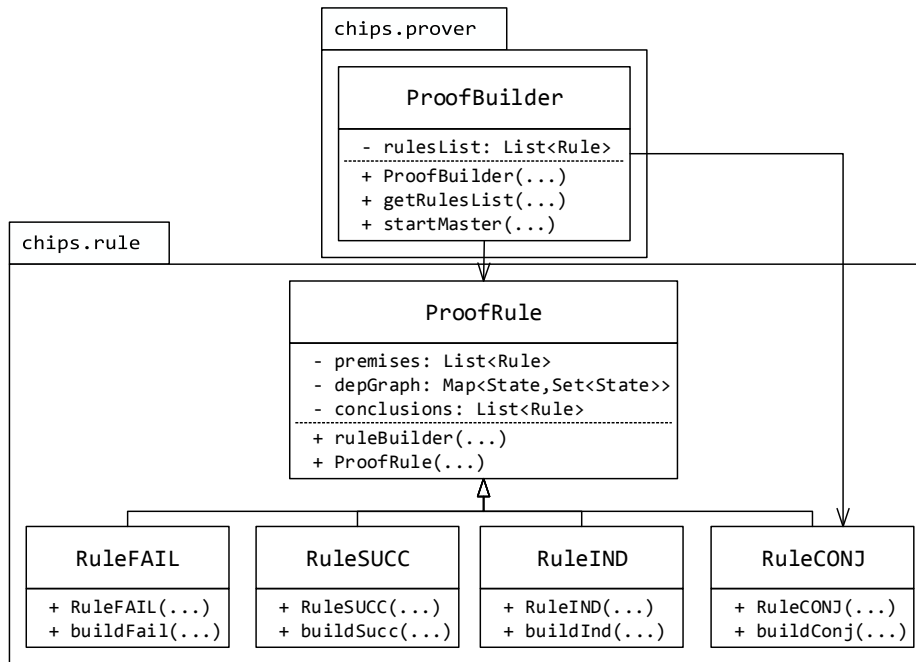 chips.prover
ProofBuilder
- rulesList: List<Rule>
+ ProofBuilder(...)
+ getRulesList(...)
+ startMaster(...)
chips.rule
ProofRule
- premises: List<Rule>
- depGraph: Map<State,Set<State>>
- conclusions: List<Rule>
+ ruleBuilder(...)
+ ProofRule(...)
RuleFAIL
+ RuleFAIL(...)
+ buildFail(...)
RuleSUCC
+ RuleSUCC(...)
+ buildSucc(...)
RuleIND
+ RuleIND(...)
+ buildInd(...)
RuleCONJ
+ RuleCONJ(...)
+ buildConj(...)